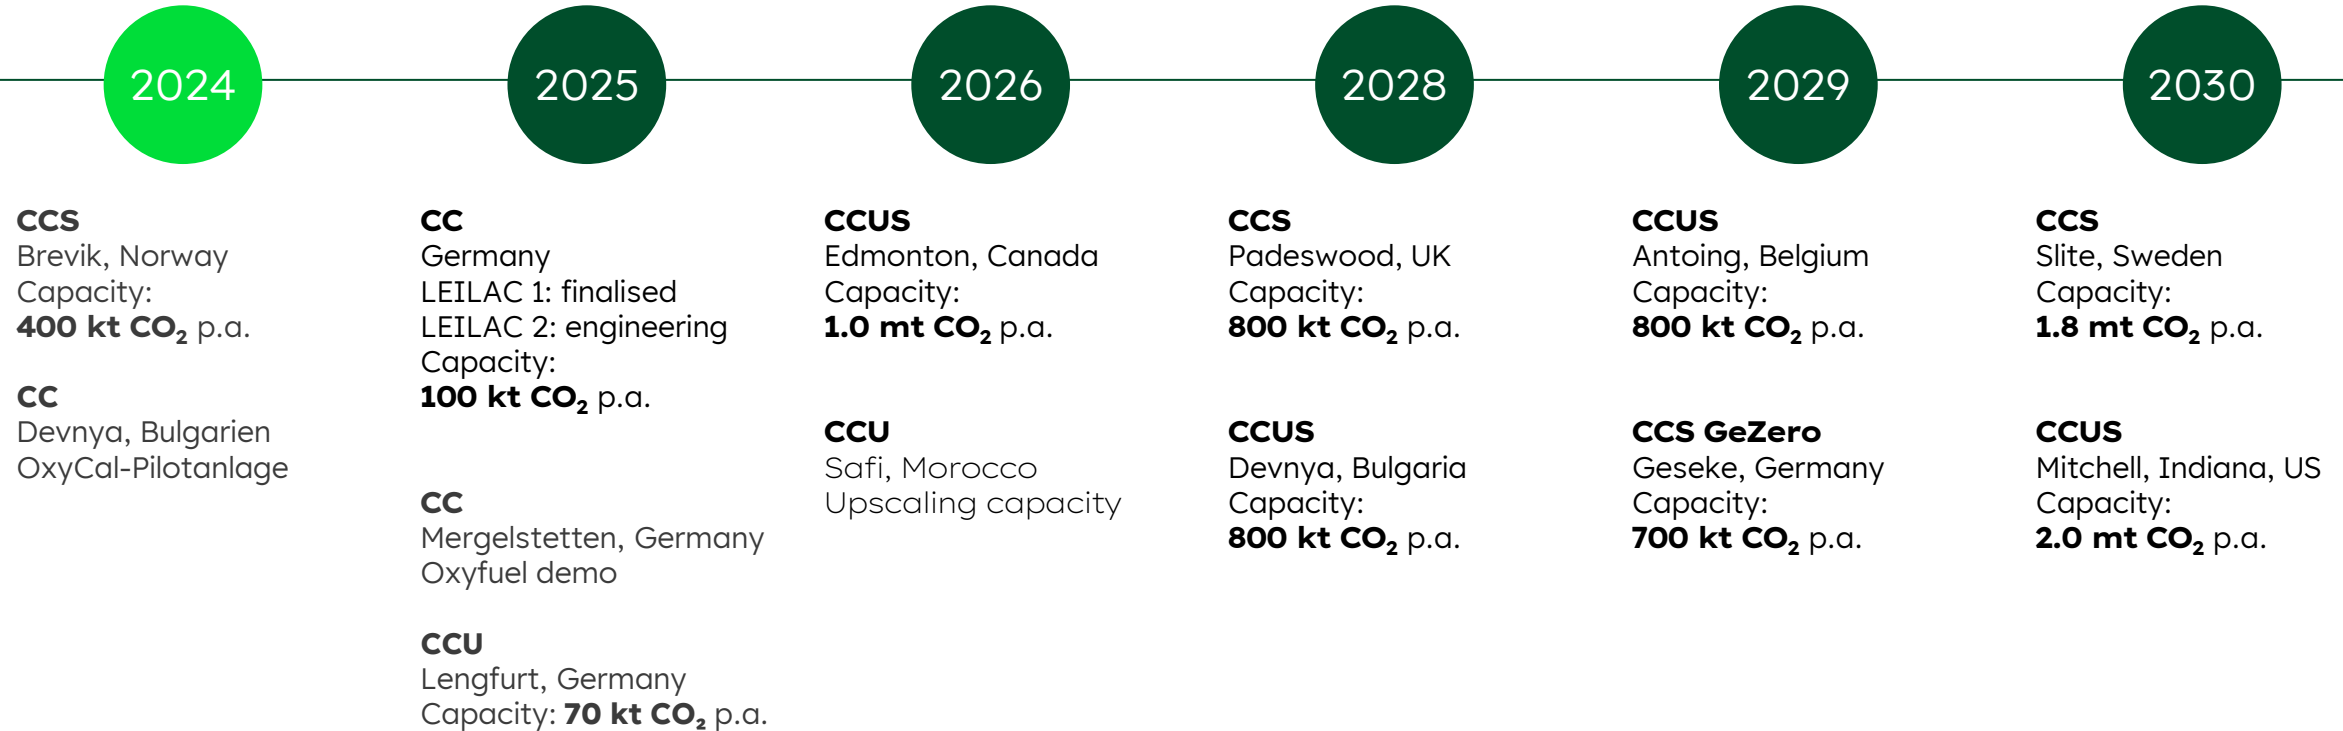 2024
2025
2026
2028
2029
2030
CCS
Brevik, Norway
Capacity:
400 kt CO₂ p.a.
CC
Devnya, Bulgarien
OxyCal-Pilotanlage
CC
Germany
LEILAC 1: finalised
LEILAC 2: engineering
Capacity:
100 kt CO₂ p.a.
CC
Mergelstetten, Germany
Oxyfuel demo
CCU
Lengfurt, Germany
Capacity: 70 kt CO₂ p.a.
CCUS
Edmonton, Canada
Capacity:
1.0 mt CO₂ p.a.
CCU
Safi, Morocco
Upscaling capacity
CCS
Padeswood, UK
Capacity:
800 kt CO₂ p.a.
CCUS
Devnya, Bulgaria
Capacity:
800 kt CO₂ p.a.
CCUS
Antoing, Belgium
Capacity:
800 kt CO₂ p.a.
CCS GeZero
Geseke, Germany
Capacity:
700 kt CO₂ p.a.
CCS
Slite, Sweden
Capacity:
1.8 mt CO₂ p.a.
CCUS
Mitchell, Indiana, US
Capacity:
2.0 mt CO₂ p.a.